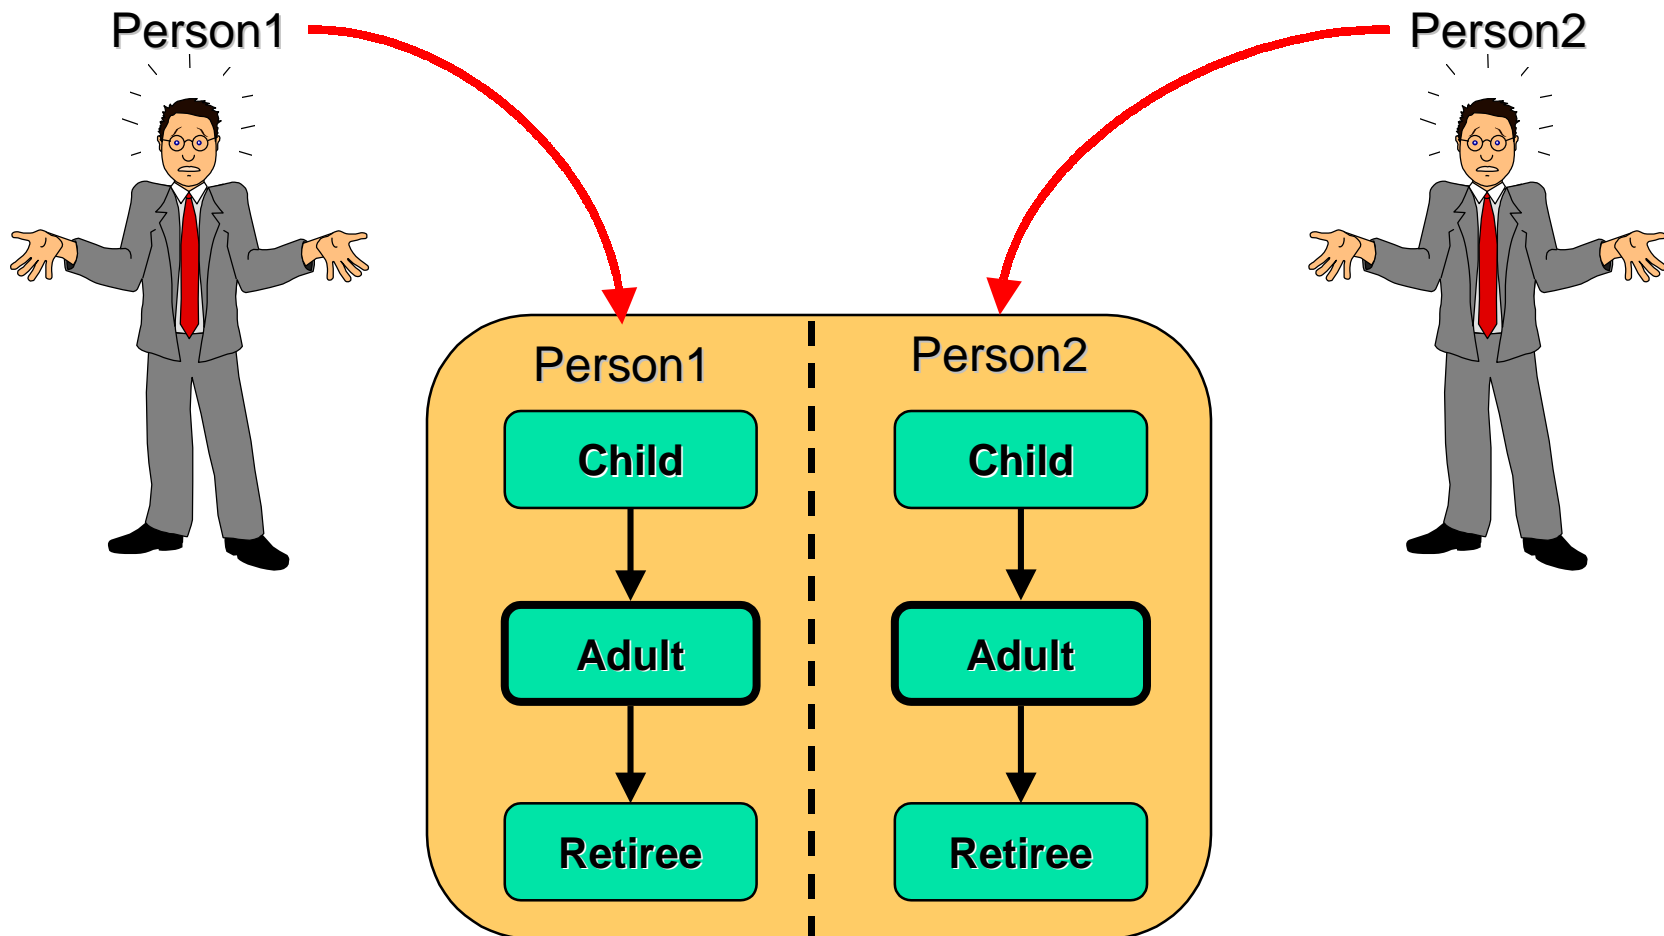 Person1
Person2
Person1
Person2
Child
Child
Adult
Adult
Retiree
Retiree